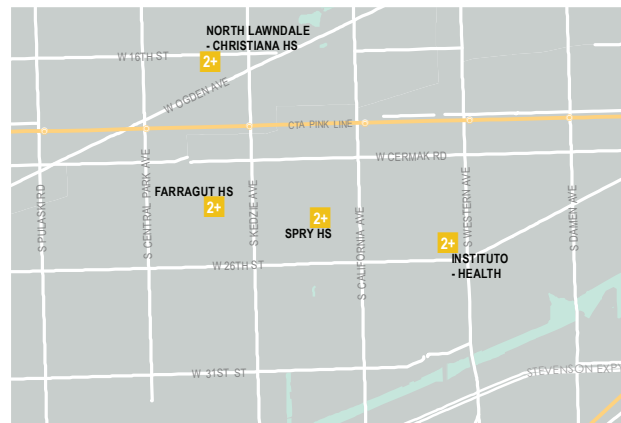 NORTH LAWNDALE
- CHRISTIANA HS
W 16TH ST
2+
W OGDEN AVE
CTA PINK LINE
W CERMAK RD
S PULASKI RD
S CENTRAL PARK AVE
FARRAGUT HS
2+
S KEDZIE AVE
2+
SPRY HS
S CALIFORNIA AVE
S WESTERN AVE
2+
INSTITUTO
- HEALTH
S DAMEN AVE
W 26TH ST
W 31ST ST
STEVENSON EXPY